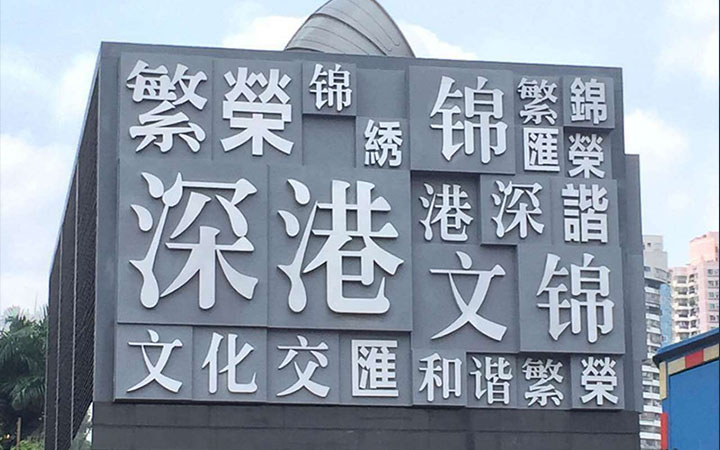 繁榮锦锦繁錦
綉匯榮
深港港深諧
文锦
文化交匯和谐繁榮